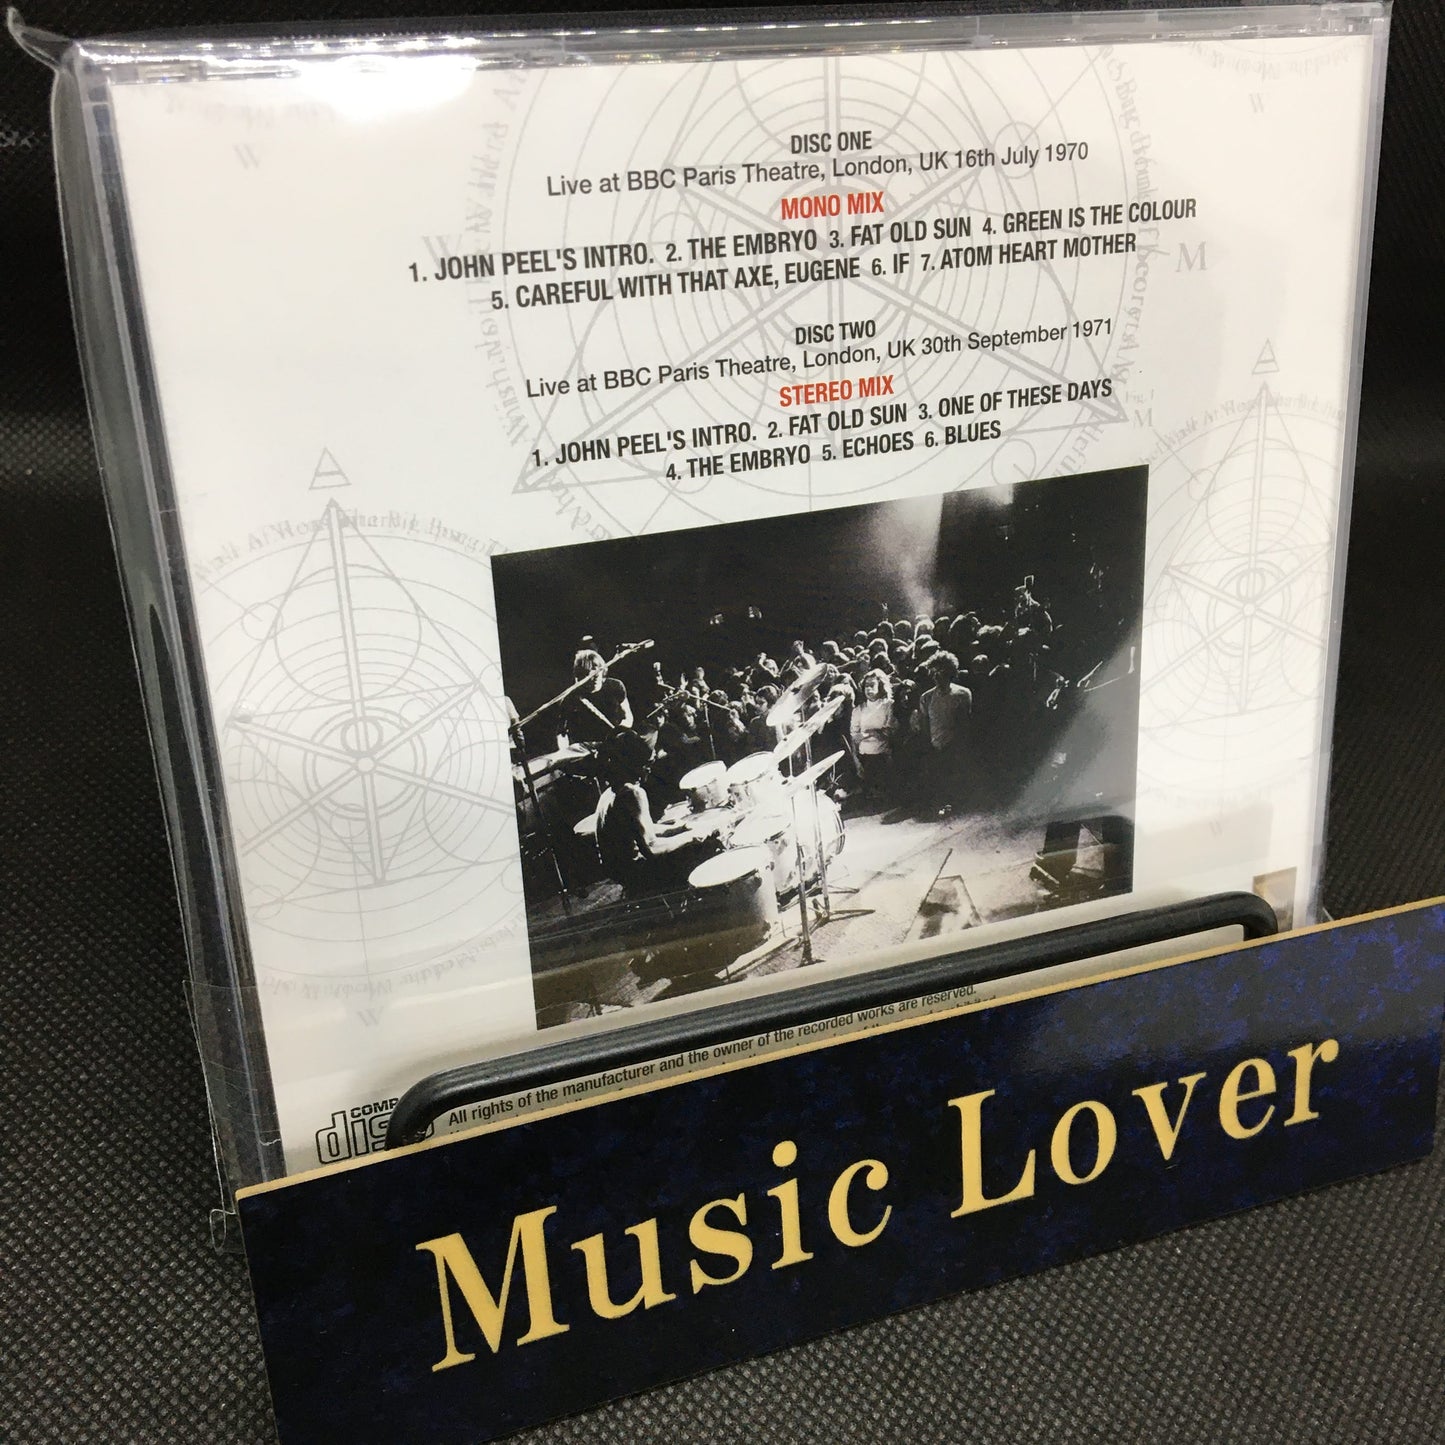 DISC ONE
Live at BBC Paris Theatre, London, UK 16th July 1970
MONO MIX
1. JOHN PEEL'S INTRO. 2. THE EMBRYO 3. FAT OLD SUN 4. GREEN IS THE COLOUR
5. CAREFUL WITH THAT AXE, EUGENE 6. IF 7. ATOM HEART MOTHER
DISC TWO
Live at BBC Paris Theatre, London, UK 30th September 1971
STEREO MIX
1. JOHN PEEL'S INTRO. 2. FAT OLD SUN 3. ONE OF THESE DAYS
4. THE EMBRYO 5. ECHOES 6. BLUES
All rights of the manufacturer and the owner of the recorded works are reserved.
Music Lover